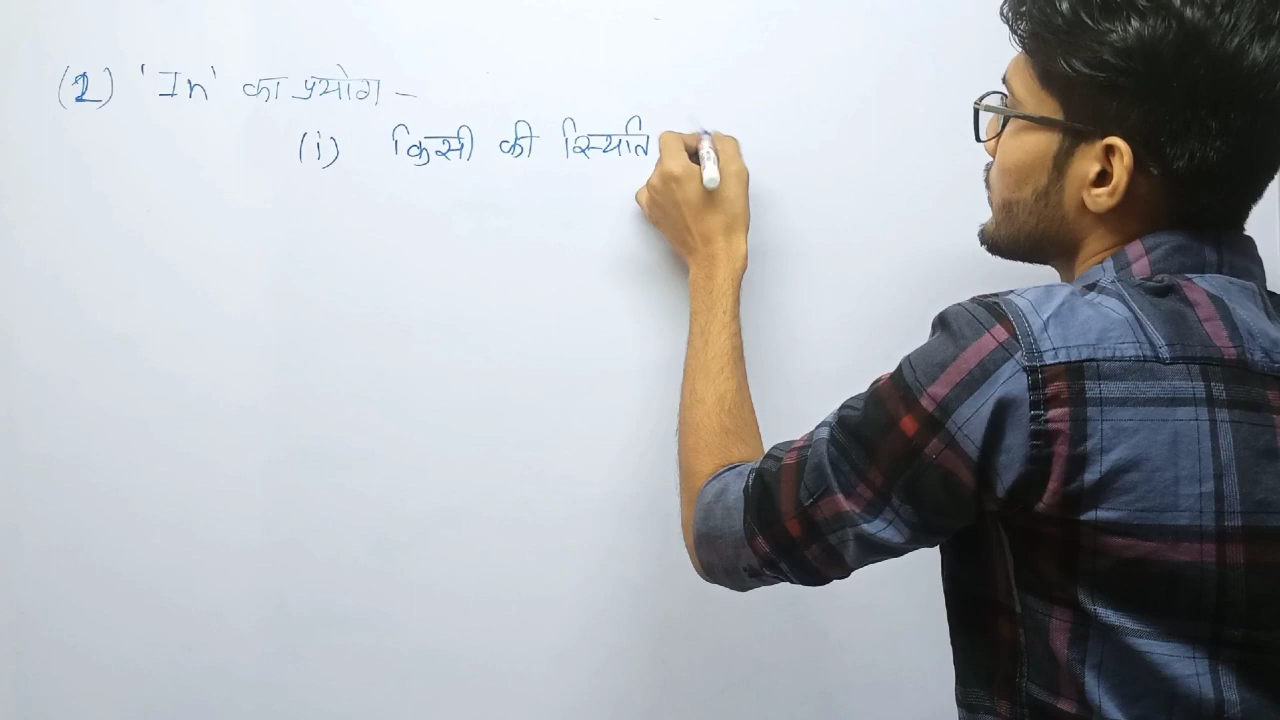 (2) 'In' का प्रयोग –
(i) किसी की स्थिति